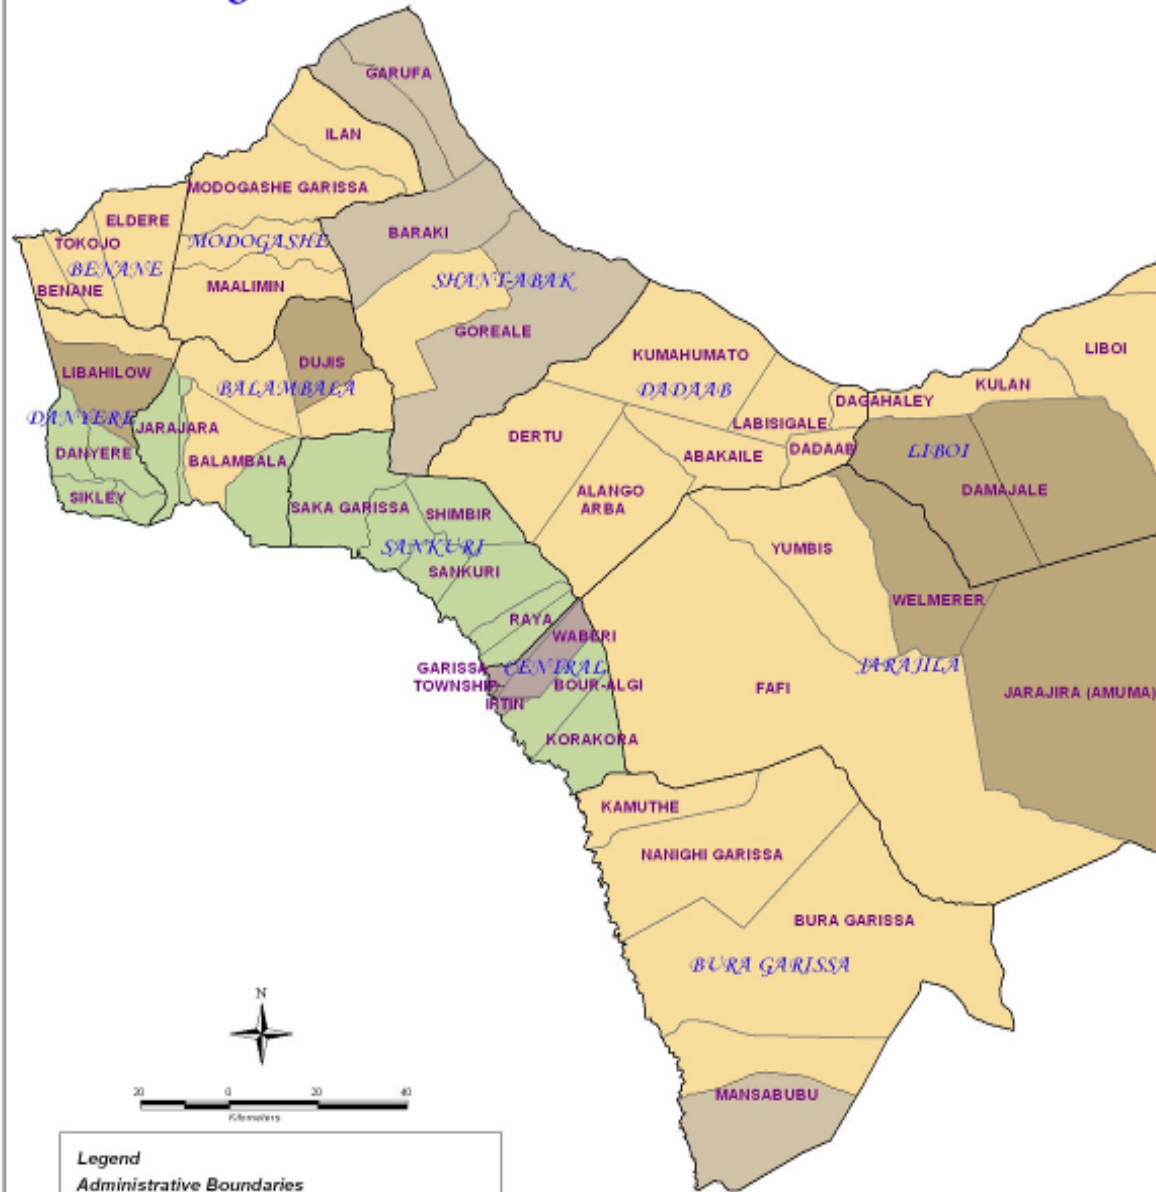 GARUFA
ILAN
MODOGASHE GARISSA
ELDERE
BARAKI
TOKOJO
MODOGASHE
BENANE
SHANT-ABAK
BENANE
MAALIMIN
GOREALE
LIBOI
KUMAHUMATO
DUJIS
LIBAHILOW
KULAN
BALAMBALA
DADAAB
DAGAHALEY
DANYERE
LABISIGALE
JARAJARA
DERTU
DADAAB
LIBOI
DANYERE
ABAKAILE
BALAMBALA
ALANGO
ARBA
DAMAJALE
SIKLEY
SAKA GARISSA
SHIMBIR
SANKURI
YUMBIS
SANKURI
WELMERER
RAYA
WABERI
GARISSA
TOWNSHIP
CENTRAL
JARAJILA
BOUR-ALGI
FAFI
JARAJIRA (AMUMA)
IFTIN
KORAKORA
KAMUTHE
NANIGHI GARISSA
BURA GARISSA
BURA GARISSA
N
20 0 20 40
Kilometers
MANSABUBU
Legend
Administrative Boundaries